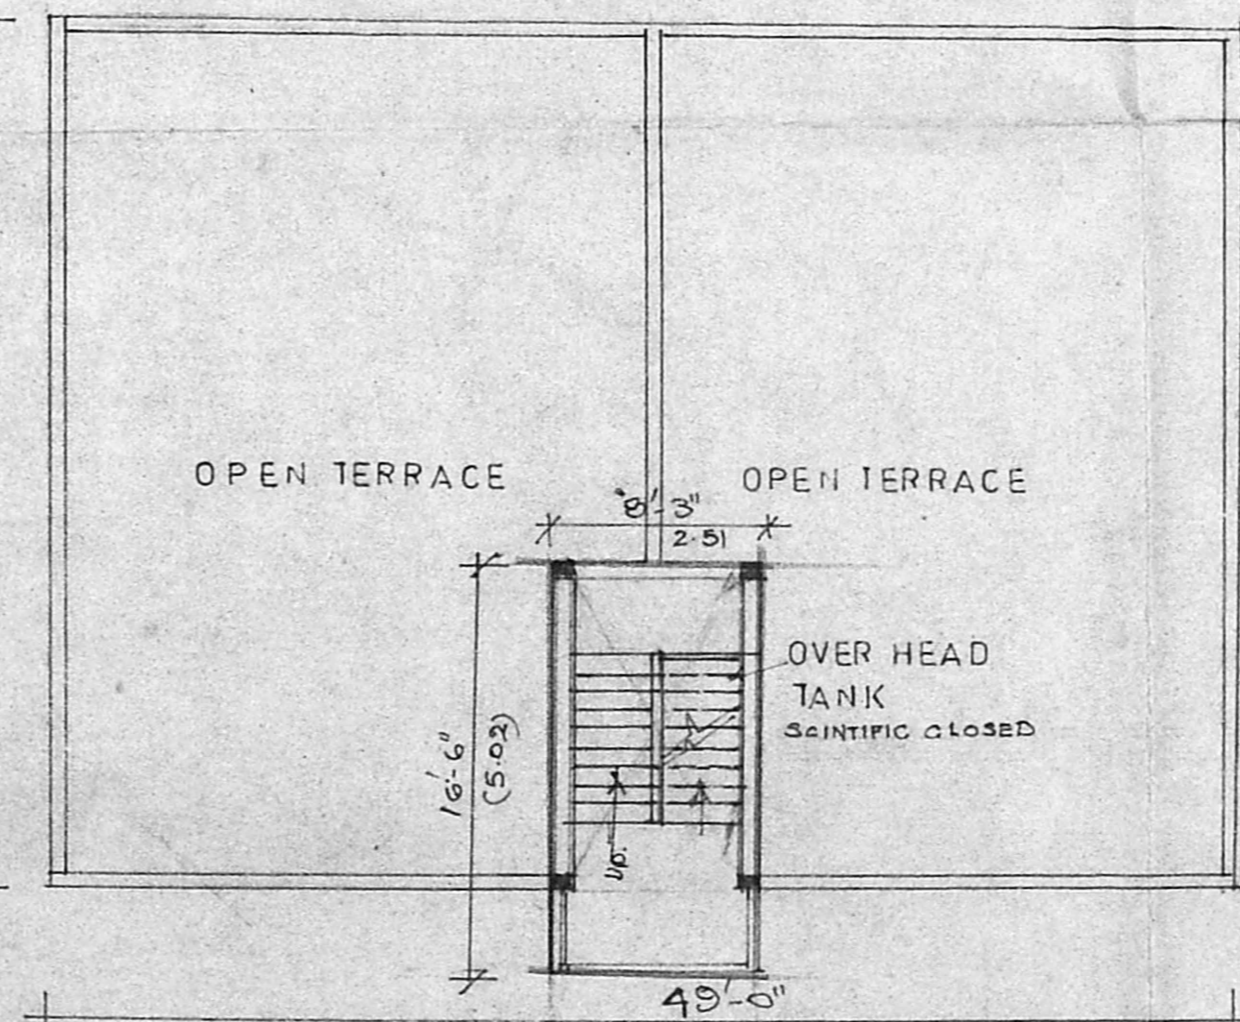 OPEN TERRACE
OPEN TERRACE
8'-3"
2.51
OVER HEAD
TANK
SCINTIFIC CLOSED
16'-6"
(5.02)
UP.
49'-0"